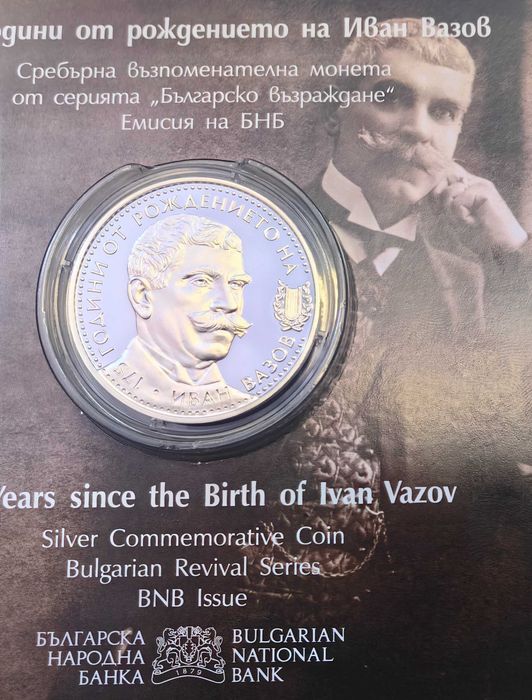 одини от рождението на Иван Вазов
Сребърна възпоменателна монета
от серията „Българско възраждане“
Емисия на БНБ
175 ГОДИНИ ОТ РОЖДЕНИЕТО НА
• ИВАН ВАЗОВ
Years since the Birth of Ivan Vazov
Silver Commemorative Coin
Bulgarian Revival Series
BNB Issue
БЪЛГАРСКА
НАРОДНА
БАНКА
1879
BULGARIAN
NATIONAL
BANK